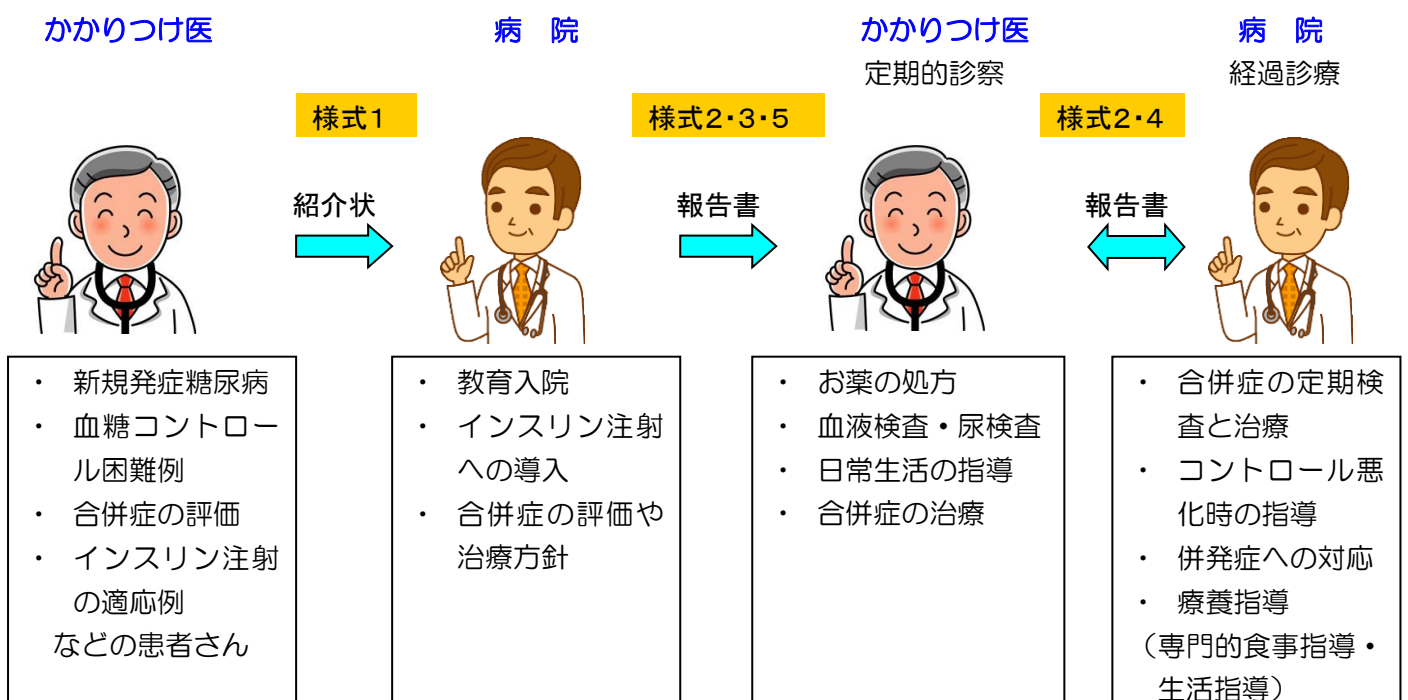 かかりつけ医
病 院
かかりつけ医
病 院
定期的診察
経過診療
様式1
様式2・3・5
様式2・4
紹介状
報告書
報告書
・ 新規発症糖尿病
・ 血糖コントロー
ル困難例
・ 合併症の評価
・ インスリン注射
の適応例
などの患者さん
・ 教育入院
・ インスリン注射
への導入
・ 合併症の評価や
治療方針
・ お薬の処方
・ 血液検査・尿検査
・ 日常生活の指導
・ 合併症の治療
・ 合併症の定期検
査と治療
・ コントロール悪
化時の指導
・ 併発症への対応
・ 療養指導
（専門的食事指導・
生活指導）